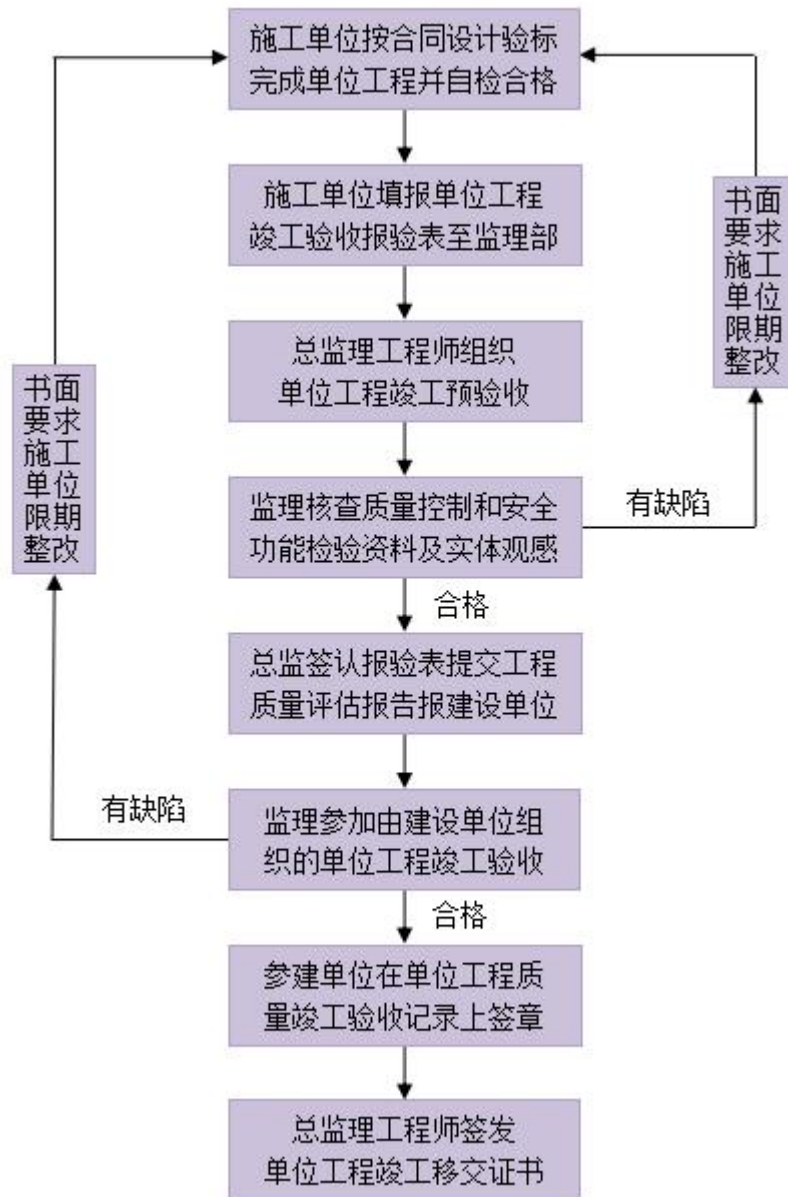 施工单位按合同设计验标
完成单位工程并自检合格
施工单位填报单位工程
竣工验收报验表至监理部
书面
要求
施工
单位
限期
整改
总监理工程师组织
单位工程竣工预验收
书面
要求
施工
单位
限期
整改
监理核查质量控制和安全
功能检验资料及实体观感
有缺陷
合格
总监签认报验表提交工程
质量评估报告报建设单位
有缺陷
监理参加由建设单位组
织的单位工程竣工验收
合格
参建单位在单位工程质
量竣工验收记录上签章
总监理工程师签发
单位工程竣工移交证书